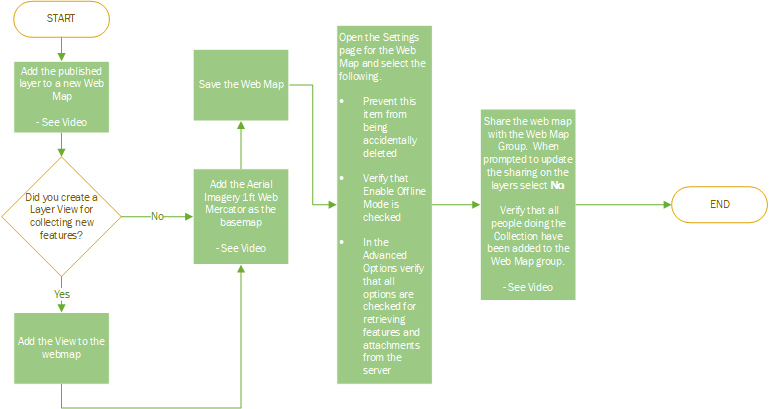 START
Add the published
layer to a new Web
Map
- See Video
Did you create a
Layer View for
collecting new
features?
No
Yes
Add the View to the
webmap
Add the Aerial
Imagery 1ft Web
Mercator as the
basemap
- See Video
Save the Web Map
Open the Settings
page for the Web
Map and select the
following.
• Prevent this
item from
being
accidentally
deleted
• Verify that
Enable Offline
Mode is
checked
• In the
Advanced
Options verify
that all
options are
checked for
retrieving
features and
attachments
from the
server
Share the web map
with the Web Map
Group. When
prompted to update
the sharing on the
layers select No.
Verify that all
people doing the
Collection have
been added to the
Web Map group.
- See Video
END